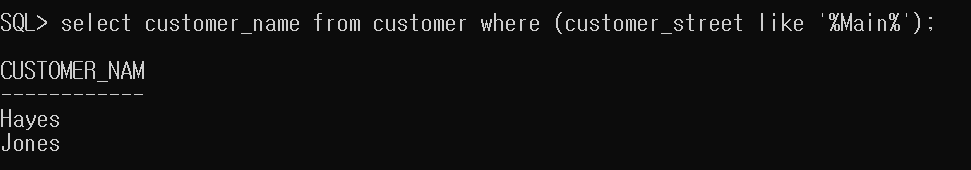 SQL> select customer_name from customer where (customer_street like '%Main%');
CUSTOMER_NAM
------------
Hayes
Jones